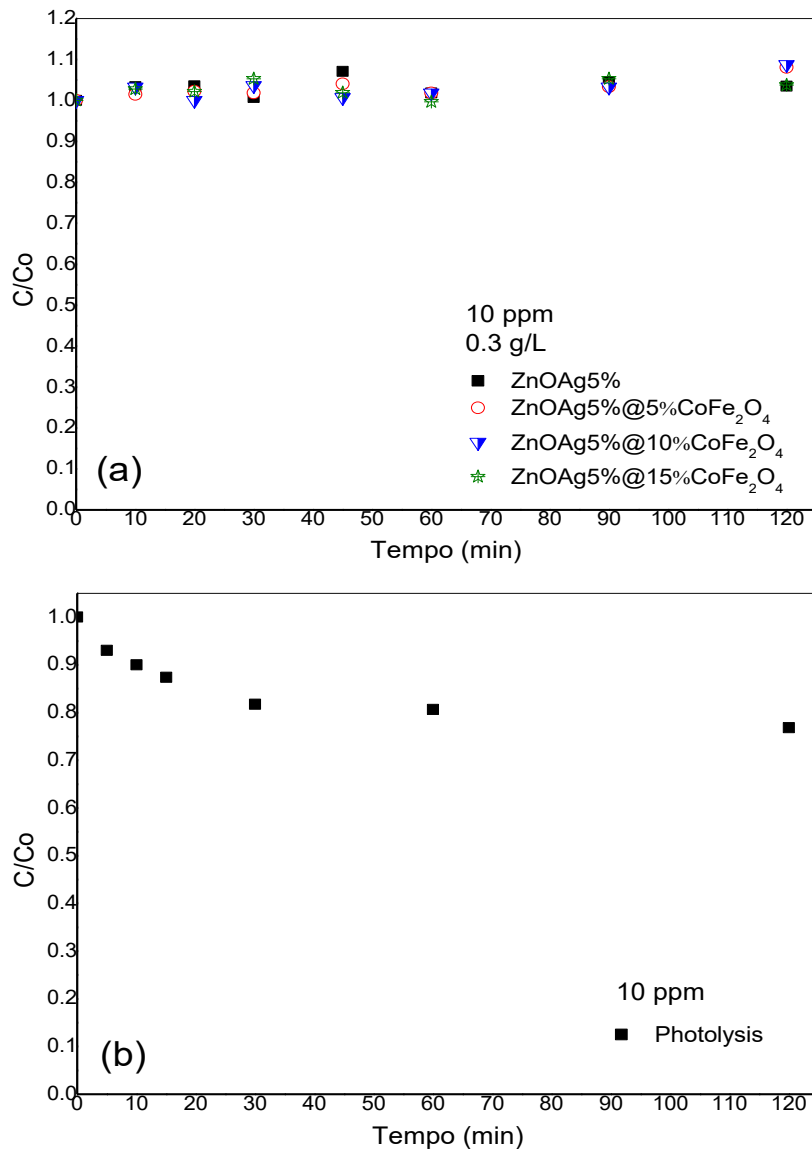 1.2
1.1
1.0
0.9
0.8
0.7
0.6
0.5
0.4
0.3
0.2
0.1
0.0
C/Co
10 ppm
0.3 g/L
ZnOAg5%
ZnOAg5%@5%CoFe₂O₄
ZnOAg5%@10%CoFe₂O₄
ZnOAg5%@15%CoFe₂O₄
(a)
0 10 20 30 40 50 60 70 80 90 100 110 120
Tempo (min)
1.0
0.9
0.8
0.7
0.6
0.5
0.4
0.3
0.2
0.1
0.0
C/Co
10 ppm
Photolysis
(b)
0 10 20 30 40 50 60 70 80 90 100 110 120
Tempo (min)